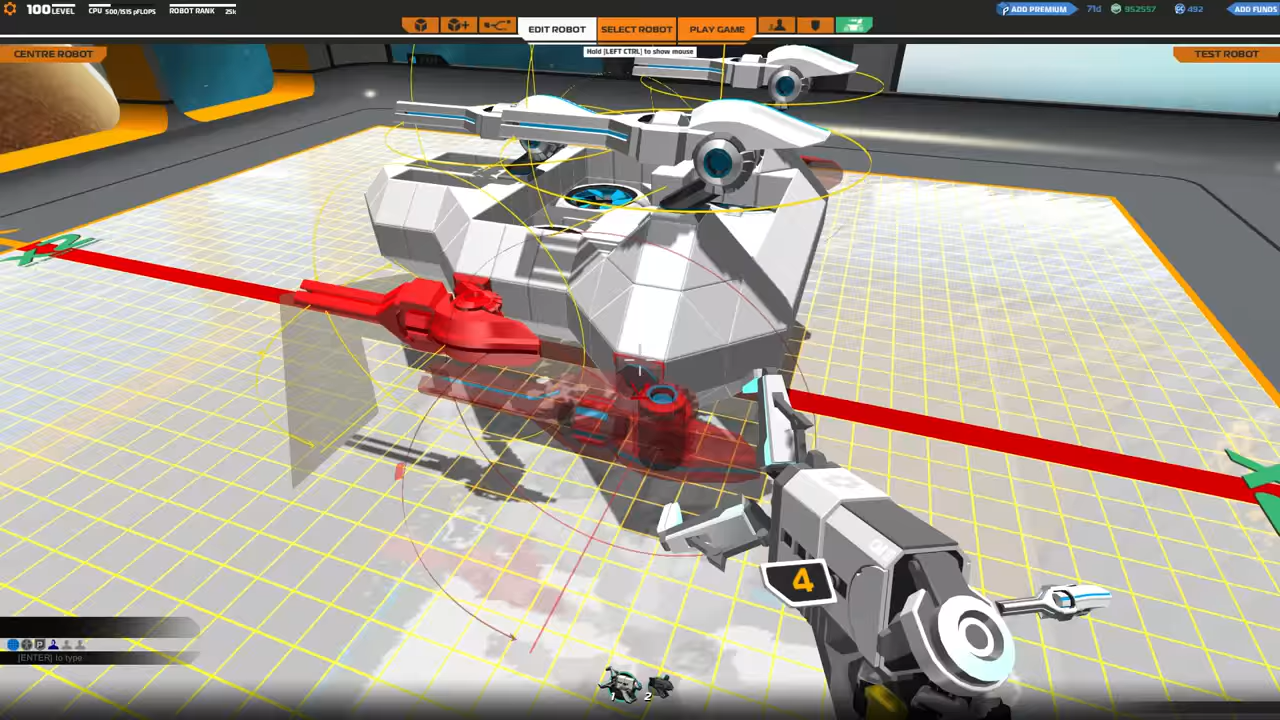 100 LEVEL
CPU 500/1515 pFLOPS
ROBOT RANK 25k
ADD PREMIUM
71d
952557
492
ADD FUNDS
EDIT ROBOT
SELECT ROBOT
PLAY GAME
Hold [LEFT CTRL] to show mouse
CENTRE ROBOT
TEST ROBOT
4
[ENTER] to type
1
2